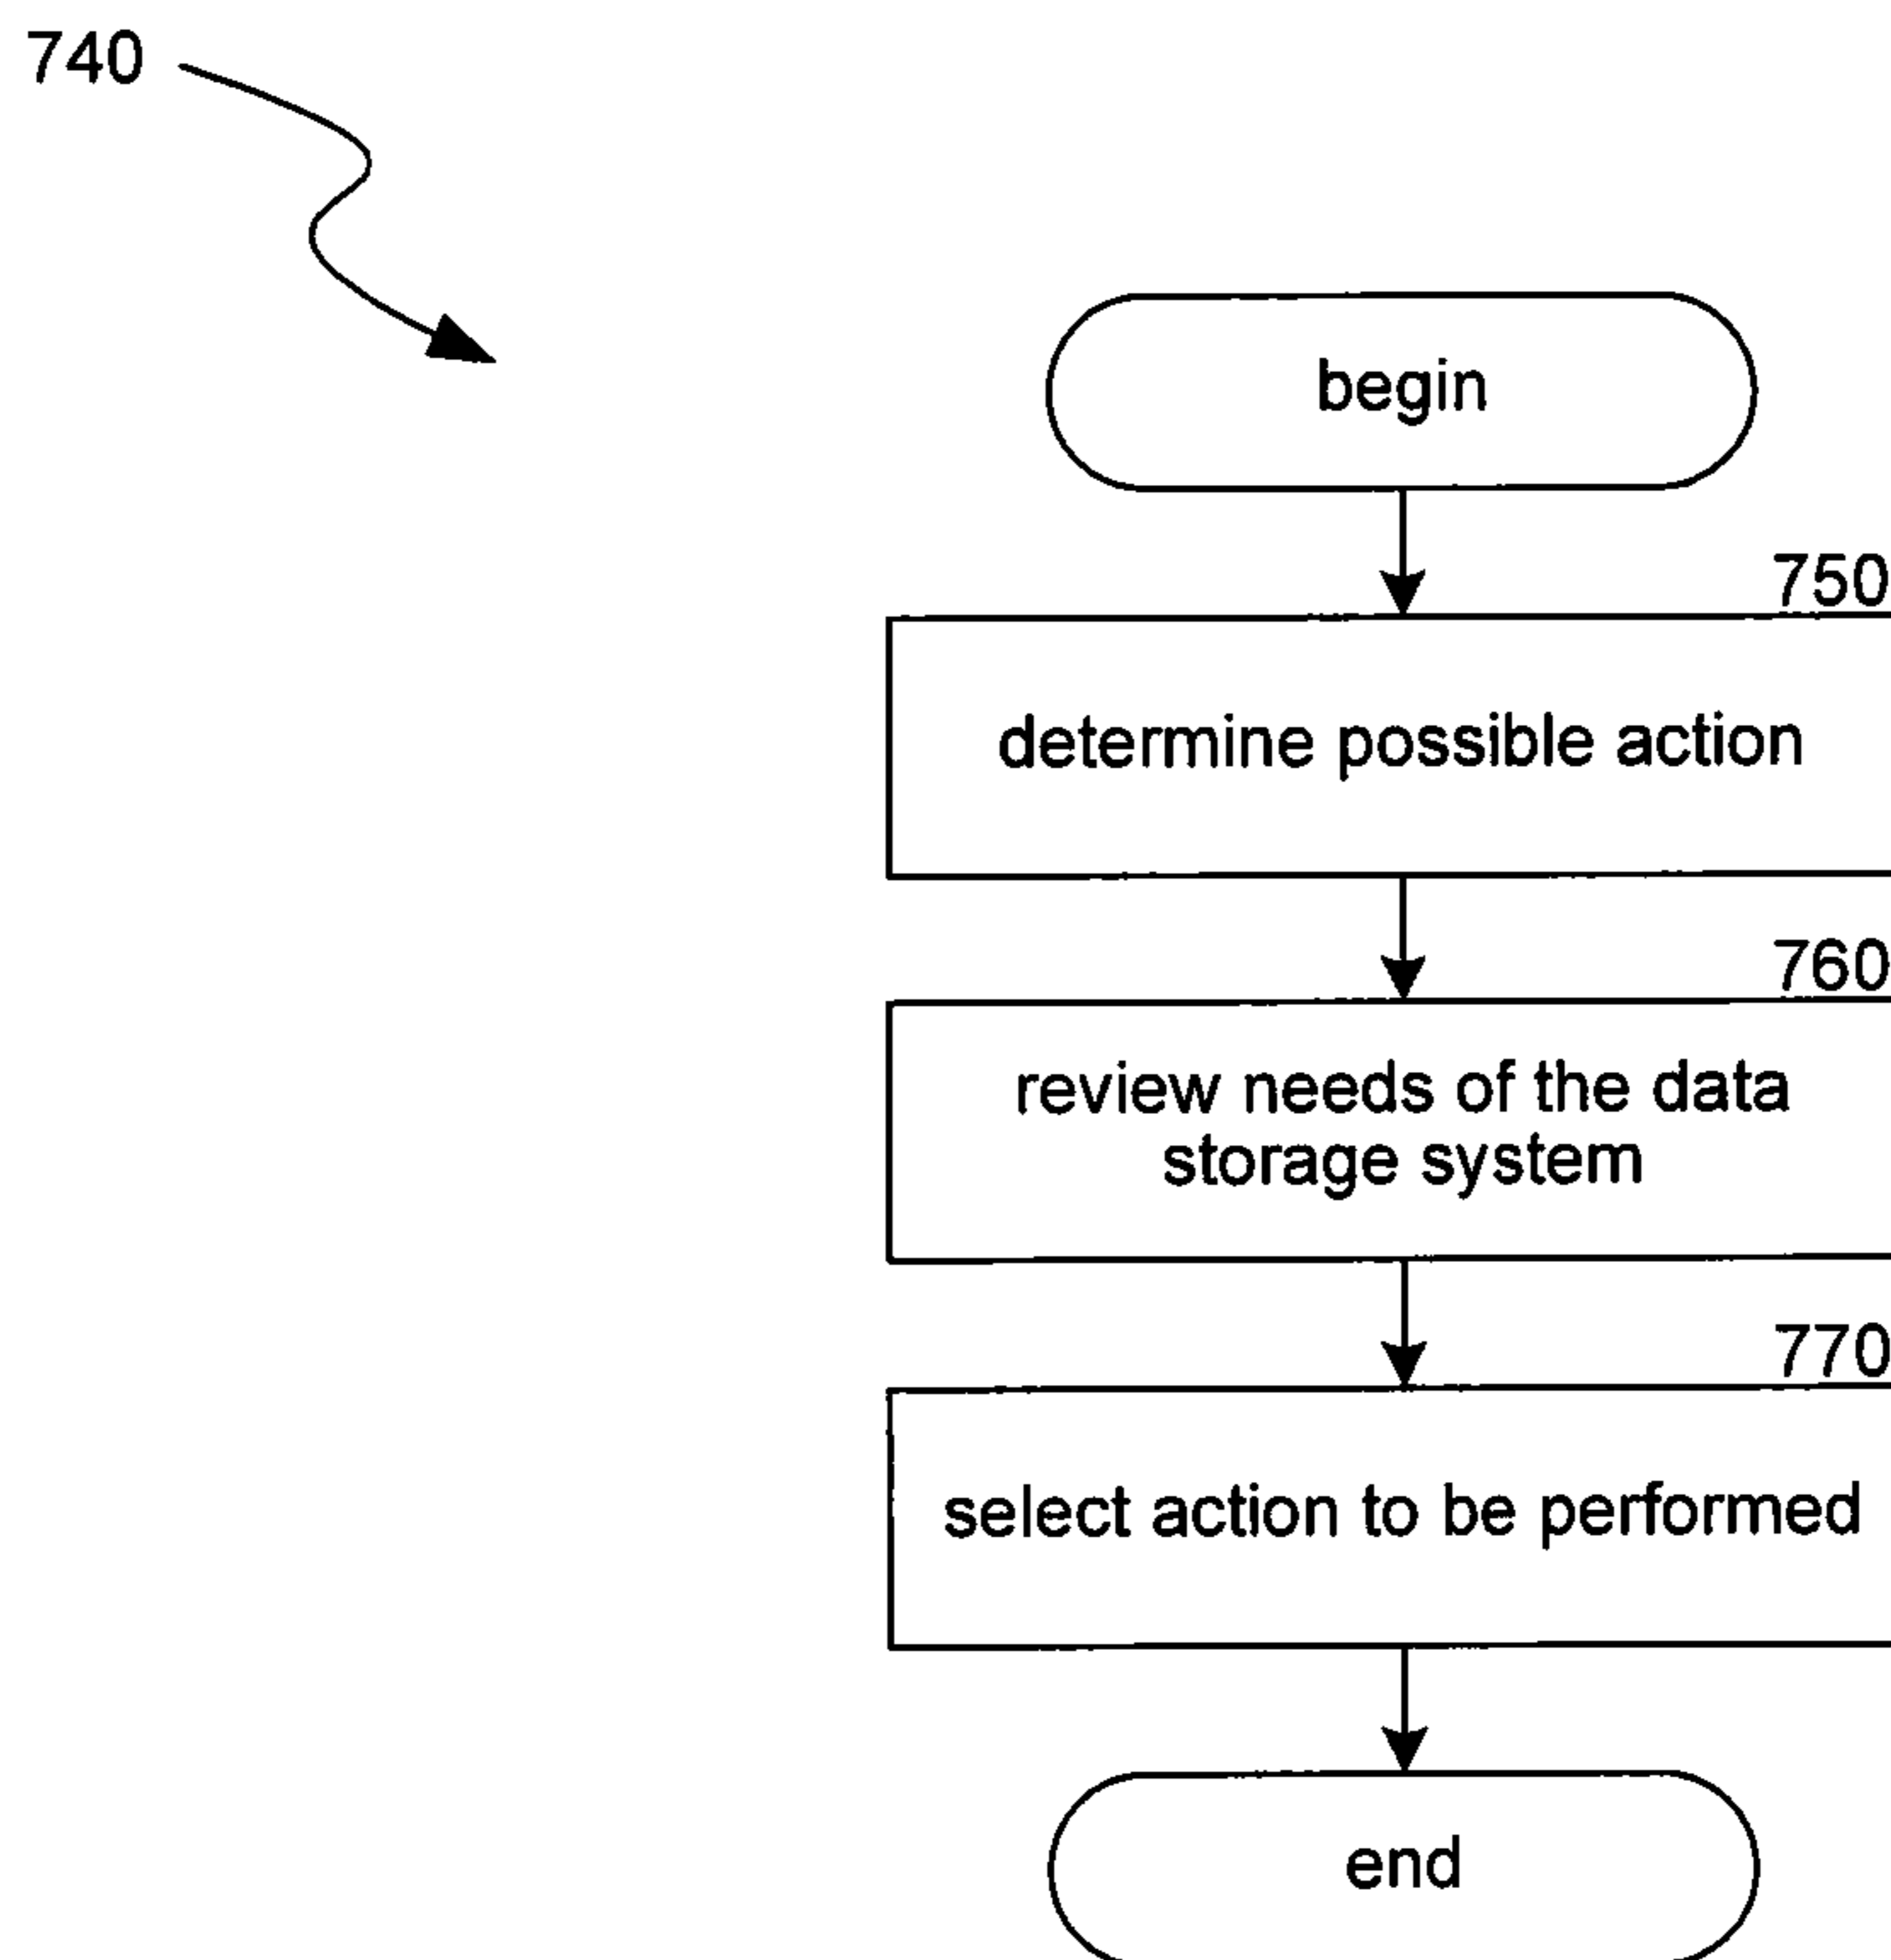 740
begin
750
determine possible action
760
review needs of the data
storage system
770
select action to be performed
end